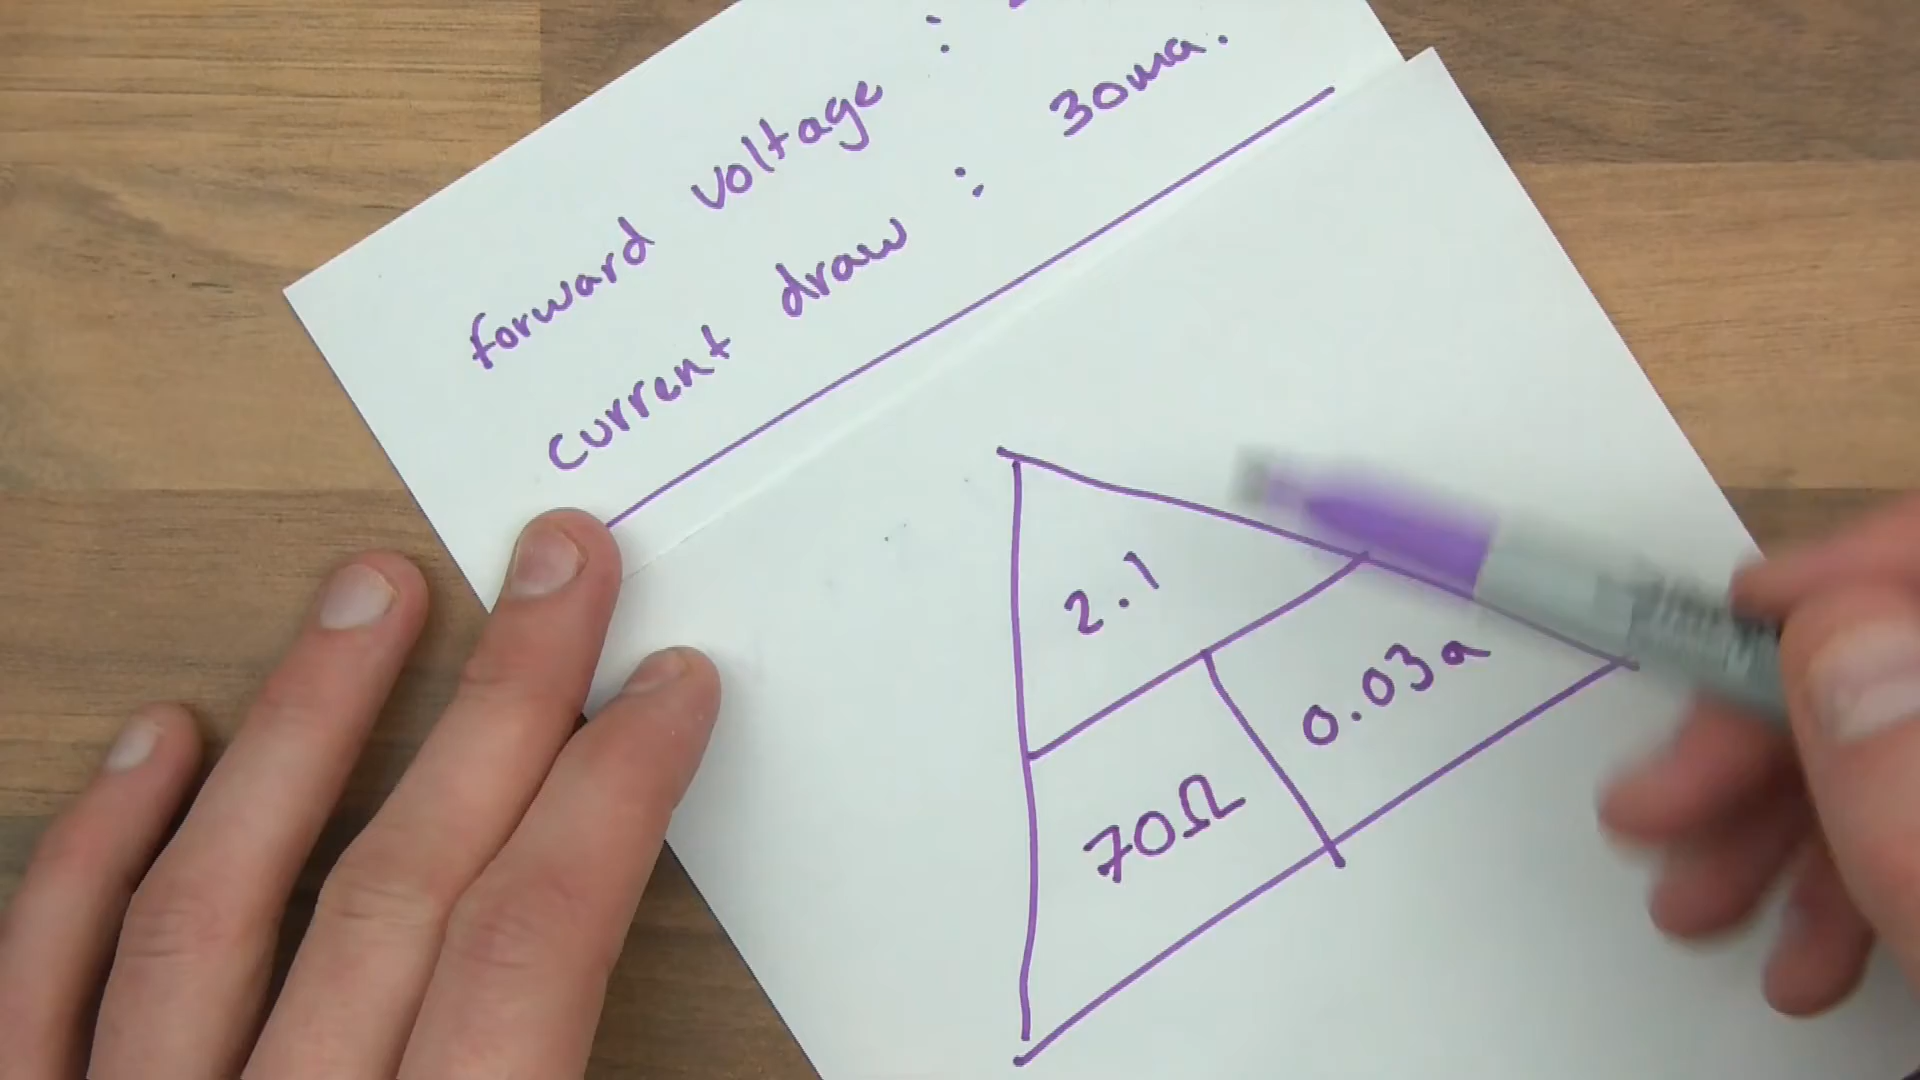 forward voltage :
current draw : 30ma.
2.1
70Ω 0.03a